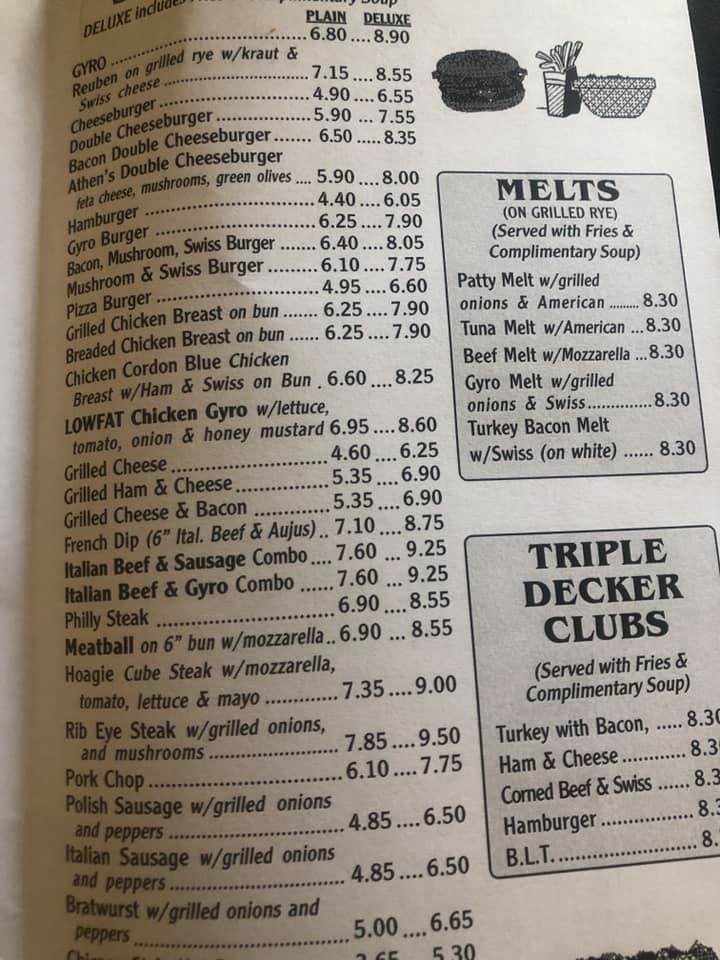 DELUXE includes
Complimentary Soup
PLAIN DELUXE
GYRO ........ 6.80 .... 8.90
Reuben on grilled rye w/kraut &
Swiss cheese ........ 7.15 .... 8.55
Cheeseburger ........ 4.90 .... 6.55
Double Cheeseburger ........ 5.90 ... 7.55
Bacon Double Cheeseburger ....... 6.50 ..... 8.35
Athen's Double Cheeseburger
feta cheese, mushrooms, green olives .... 5.90 .... 8.00
Hamburger ........ 4.40 .... 6.05
Gyro Burger ........ 6.25 .... 7.90
Bacon, Mushroom, Swiss Burger ....... 6.40 .... 8.05
Mushroom & Swiss Burger ......... 6.10 .... 7.75
Pizza Burger ........ 4.95 .... 6.60
Grilled Chicken Breast on bun ....... 6.25 .... 7.90
Breaded Chicken Breast on bun ...... 6.25 .... 7.90
Chicken Cordon Blue Chicken
Breast w/Ham & Swiss on Bun . 6.60 .... 8.25
LOWFAT Chicken Gyro w/lettuce,
tomato, onion & honey mustard 6.95 .... 8.60
Grilled Cheese ........ 4.60 .... 6.25
Grilled Ham & Cheese ........ 5.35 .... 6.90
Grilled Cheese & Bacon ........ 5.35 .... 6.90
French Dip (6" Ital. Beef & Aujus) .. 7.10 .... 8.75
Italian Beef & Sausage Combo .... 7.60 ... 9.25
Italian Beef & Gyro Combo ...... 7.60 ... 9.25
Philly Steak ........ 6.90 .... 8.55
Meatball on 6" bun w/mozzarella .. 6.90 ... 8.55
Hoagie Cube Steak w/mozzarella,
tomato, lettuce & mayo ............. 7.35 .... 9.00
Rib Eye Steak w/grilled onions,
and mushrooms ........ 7.85 .... 9.50
Pork Chop ........ 6.10 .... 7.75
Polish Sausage w/grilled onions
and peppers ........ 4.85 .... 6.50
Italian Sausage w/grilled onions
and peppers ........ 4.85 .... 6.50
Bratwurst w/grilled onions and
peppers ........ 5.00 .... 6.65
5.30
MELTS
(ON GRILLED RYE)
(Served with Fries &
Complimentary Soup)
Patty Melt w/grilled
onions & American ......... 8.30
Tuna Melt w/American ... 8.30
Beef Melt w/Mozzarella ... 8.30
Gyro Melt w/grilled
onions & Swiss ............. 8.30
Turkey Bacon Melt
w/Swiss (on white) ...... 8.30
TRIPLE
DECKER
CLUBS
(Served with Fries &
Complimentary Soup)
Turkey with Bacon, ..... 8.30
Ham & Cheese ............ 8.3
Corned Beef & Swiss ...... 8.3
Hamburger ................. 8.
B.L.T. ......................... 8.